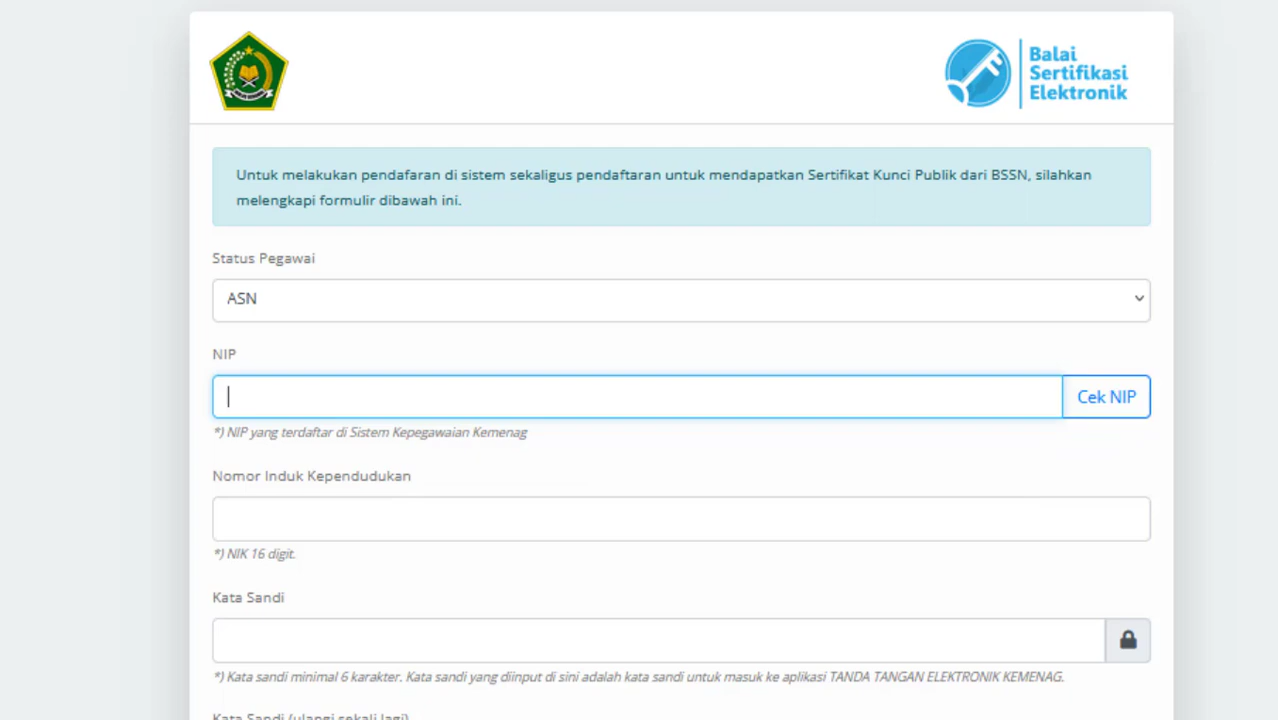 Balai
Sertifikasi
Elektronik
Untuk melakukan pendafaran di sistem sekaligus pendaftaran untuk mendapatkan Sertifikat Kunci Publik dari BSSN, silahkan
melengkapi formulir dibawah ini.
Status Pegawai
ASN
NIP
Cek NIP
*) NIP yang terdaftar di Sistem Kepegawaian Kemenag
Nomor Induk Kependudukan
*) NIK 16 digit.
Kata Sandi
*) Kata sandi minimal 6 karakter. Kata sandi yang diinput di sini adalah kata sandi untuk masuk ke aplikasi TANDA TANGAN ELEKTRONIK KEMENAG.
Kata Sandi (ulangi sekali lagi)